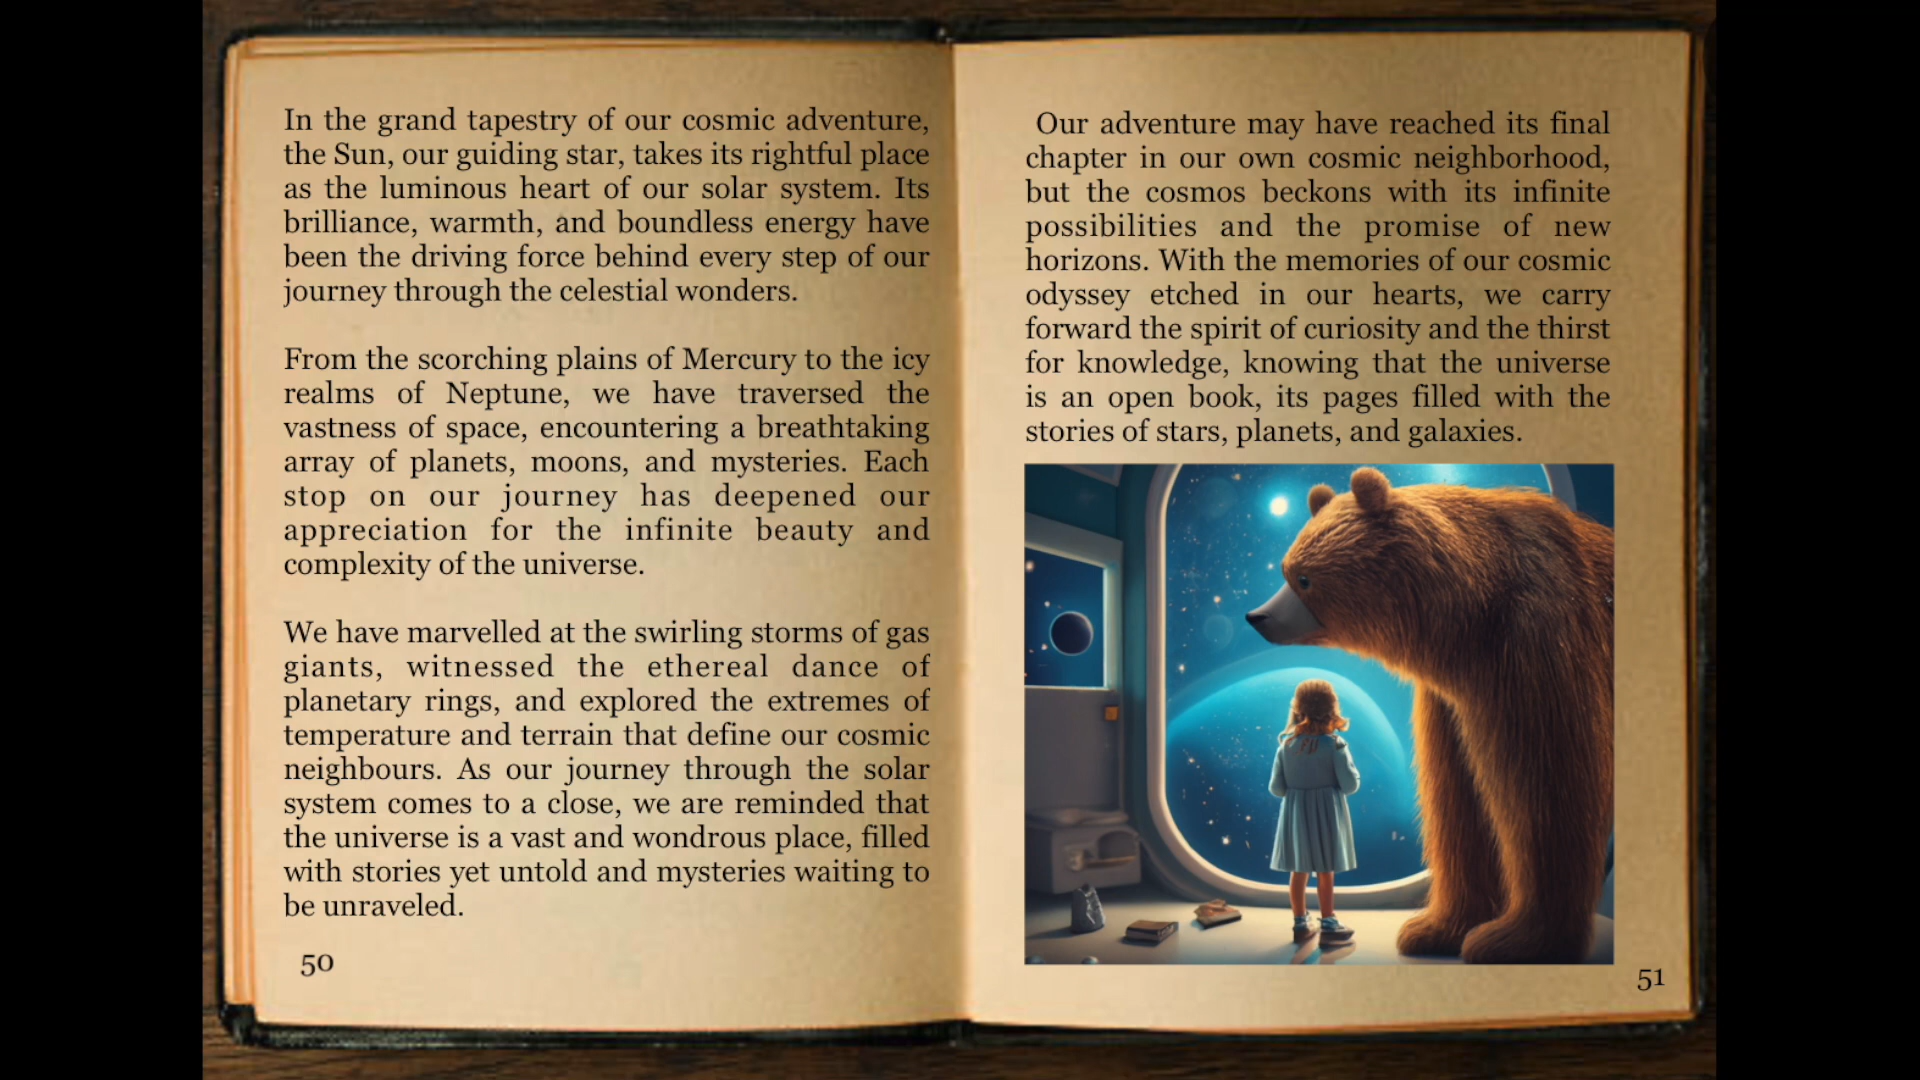 In the grand tapestry of our cosmic adventure,
the Sun, our guiding star, takes its rightful place
as the luminous heart of our solar system. Its
brilliance, warmth, and boundless energy have
been the driving force behind every step of our
journey through the celestial wonders.
From the scorching plains of Mercury to the icy
realms of Neptune, we have traversed the
vastness of space, encountering a breathtaking
array of planets, moons, and mysteries. Each
stop on our journey has deepened our
appreciation for the infinite beauty and
complexity of the universe.
We have marvelled at the swirling storms of gas
giants, witnessed the ethereal dance of
planetary rings, and explored the extremes of
temperature and terrain that define our cosmic
neighbours. As our journey through the solar
system comes to a close, we are reminded that
the universe is a vast and wondrous place, filled
with stories yet untold and mysteries waiting to
be unraveled.
50
Our adventure may have reached its final
chapter in our own cosmic neighborhood,
but the cosmos beckons with its infinite
possibilities and the promise of new
horizons. With the memories of our cosmic
odyssey etched in our hearts, we carry
forward the spirit of curiosity and the thirst
for knowledge, knowing that the universe
is an open book, its pages filled with the
stories of stars, planets, and galaxies.
51